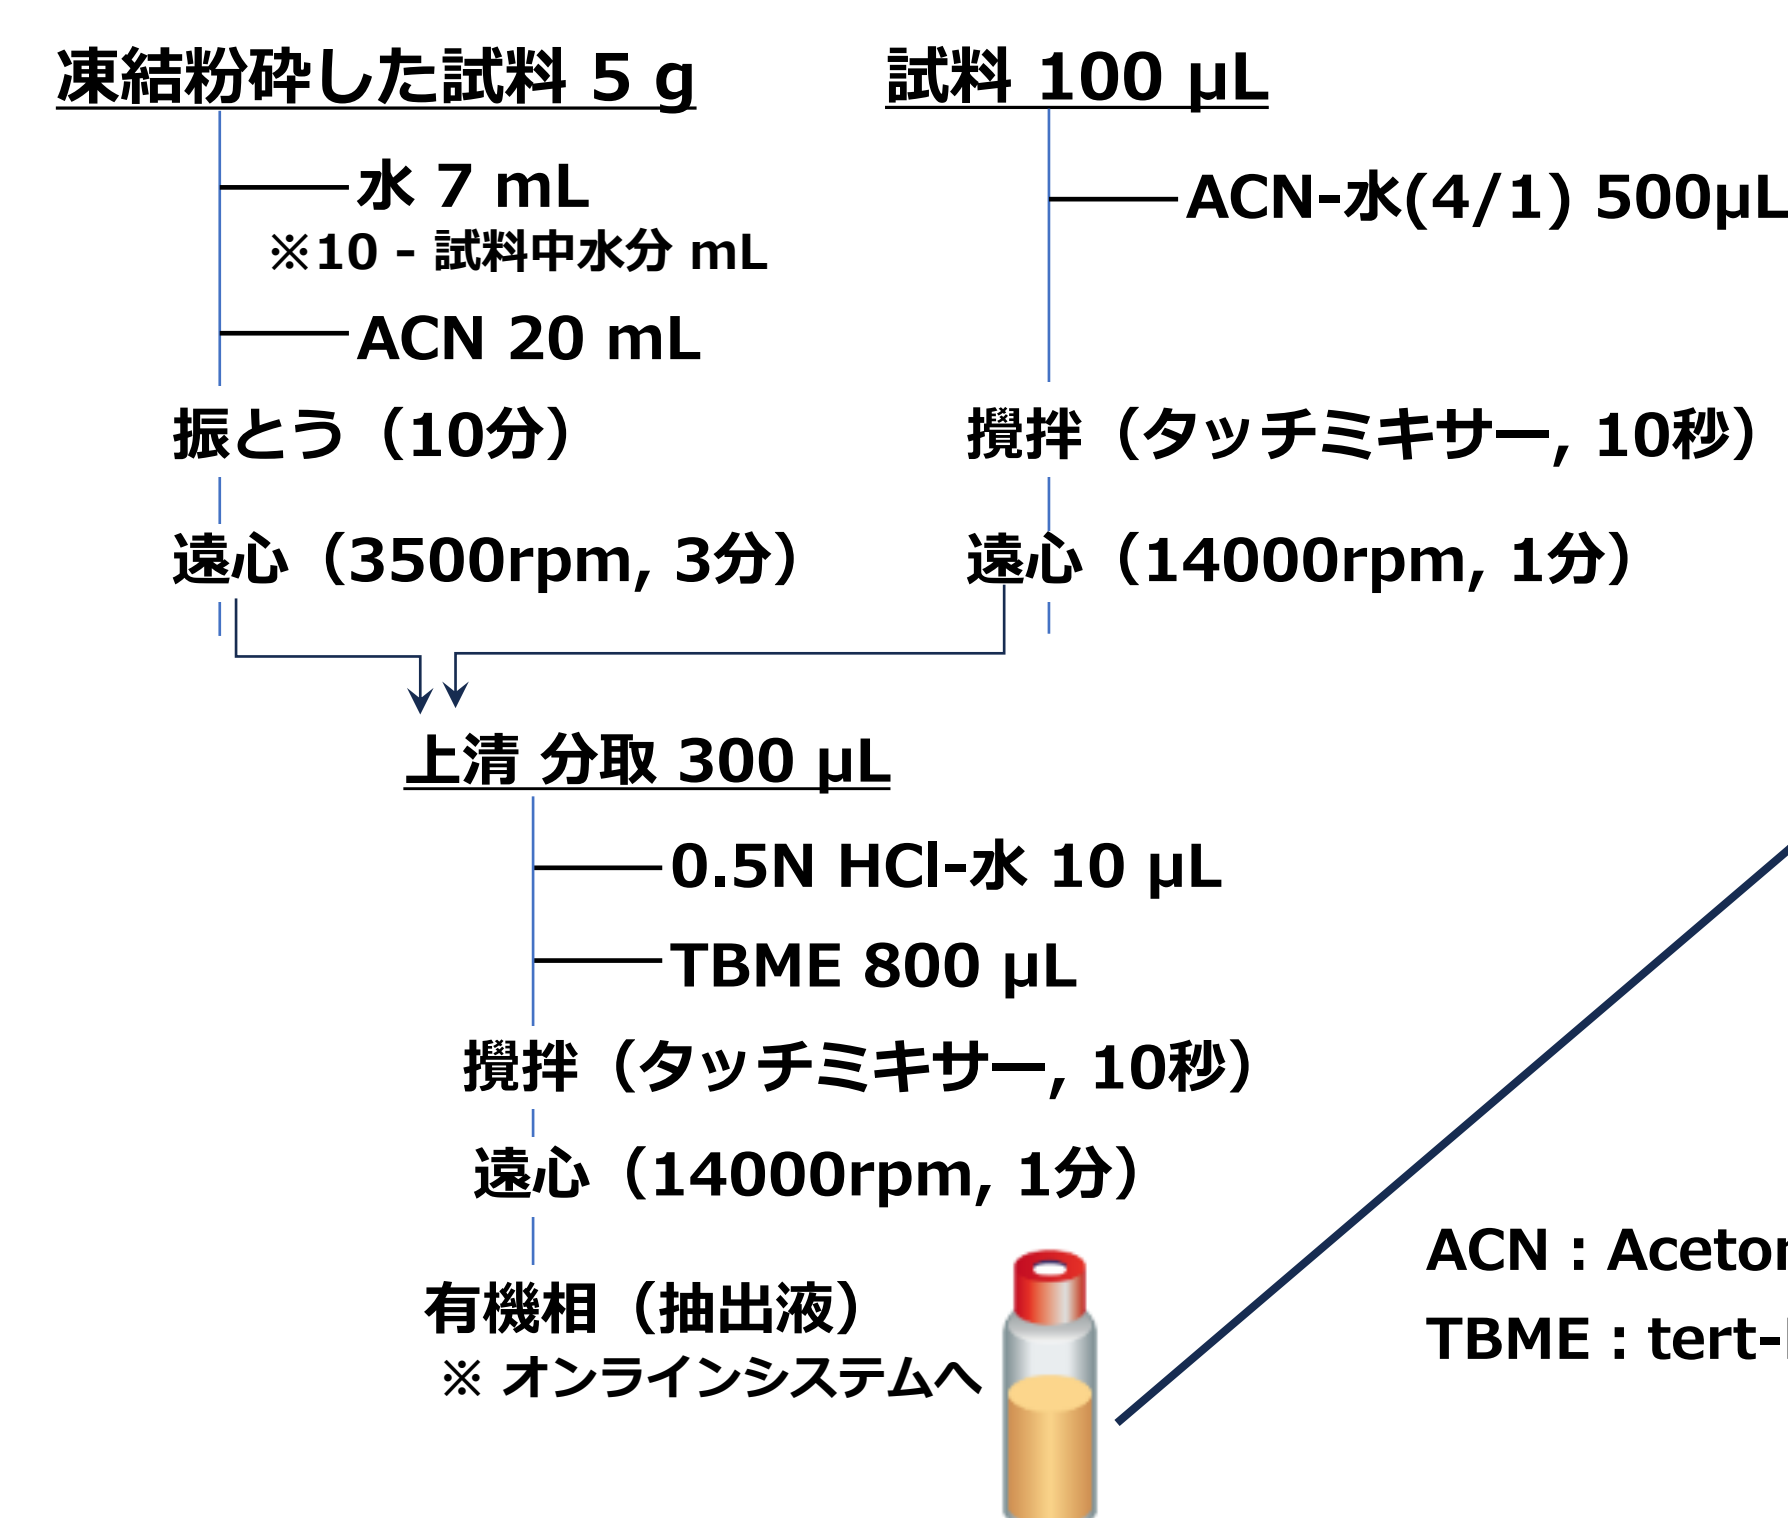 凍結粉砕した試料 5 g
水 7 mL
※10 - 試料中水分 mL
ACN 20 mL
振とう（10分）
遠心（3500rpm, 3分）
試料 100 µL
ACN-水(4/1) 500µL
攪拌（タッチミキサー, 10秒）
遠心（14000rpm, 1分）
上清 分取 300 µL
0.5N HCl-水 10 µL
TBME 800 µL
攪拌（タッチミキサー, 10秒）
遠心（14000rpm, 1分）
有機相（抽出液）
※ オンラインシステムへ
ACN :
TBME : tert-